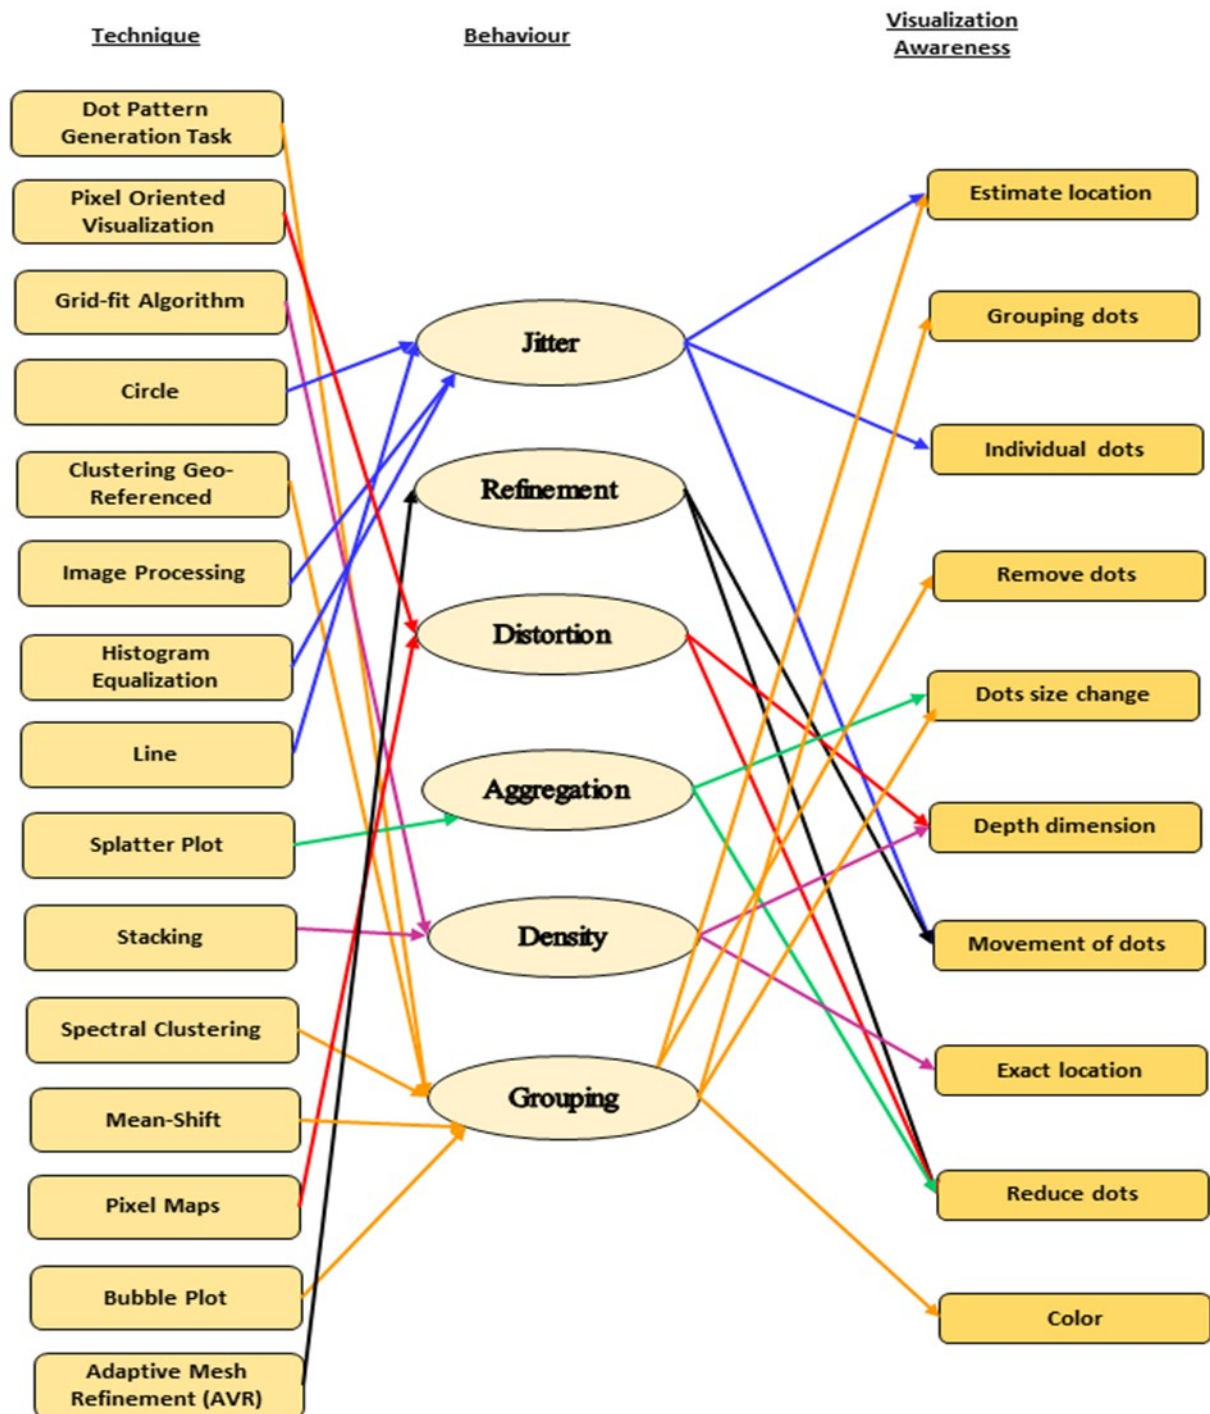 Technique
Behaviour
Visualization
Awareness
Dot Pattern
Generation Task
Pixel Oriented
Visualization
Grid-fit Algorithm
Circle
Clustering Geo-
Referenced
Image Processing
Histogram
Equalization
Line
Splatter Plot
Stacking
Spectral Clustering
Mean-Shift
Pixel Maps
Bubble Plot
Adaptive Mesh
Refinement (AVR)
Jitter
Refinement
Distortion
Aggregation
Density
Grouping
Estimate location
Grouping dots
Individual dots
Remove dots
Dots size change
Depth dimension
Movement of dots
Exact location
Reduce dots
Color